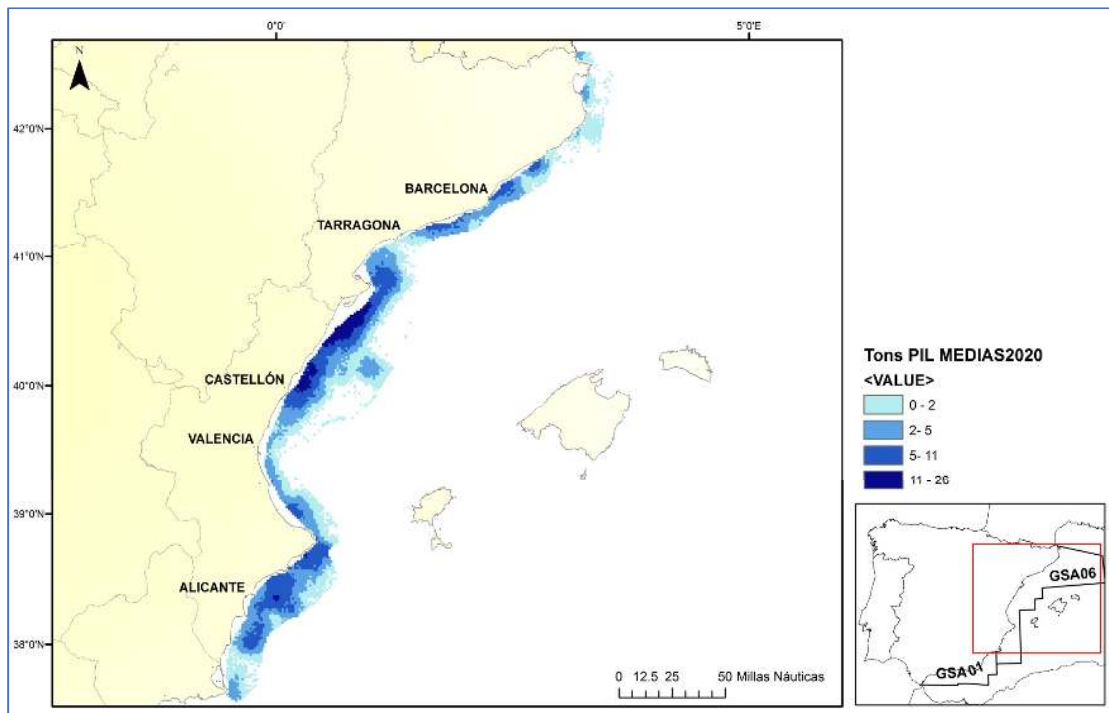 0°0'
5°0'E
N
42°0'N
BARCELONA
TARRAGONA
41°0'N
40°0'N
CASTELLÓN
VALENCIA
39°0'N
ALICANTE
38°0'N
0 12.5 25 50 Millas Náuticas
Tons PIL MEDIAS2020
<VALUE>
0 - 2
2- 5
5- 11
11 - 26
GSA06
GSA01